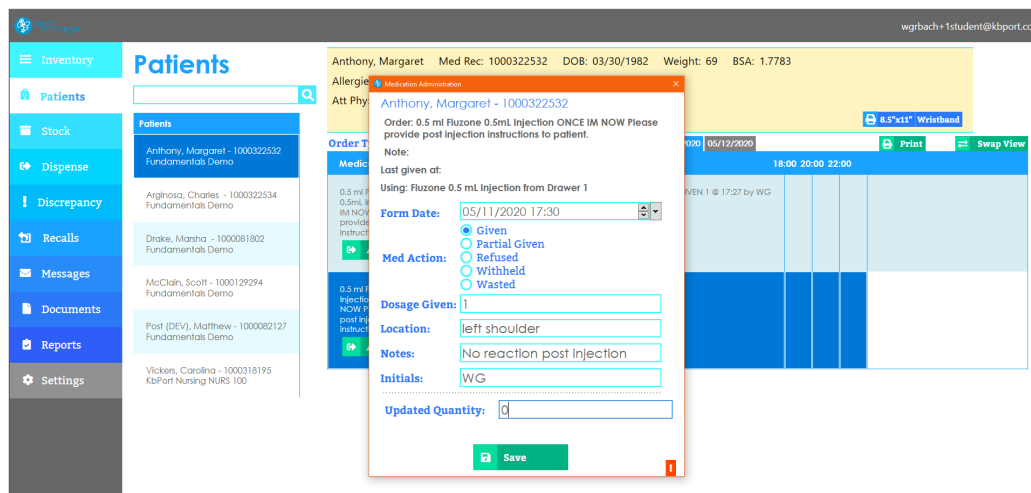 wgrbach+1student@kbport.co
Inventory
Patients
Stock
Dispense
Discrepancy
Recalls
Messages
Documents
Reports
Settings
Patients
Patients
Anthony, Margaret - 1000322532
Fundamentals Demo
Arginosa, Charles - 1000322534
Fundamentals Demo
Drake, Marsha - 1000081802
Fundamentals Demo
McClain, Scott - 1000129294
Fundamentals Demo
Post (DEV), Matthew - 1000082127
Fundamentals Demo
Vickers, Carolina - 1000318195
KbPort Nursing NURS 100
Anthony, Margaret Med Rec: 1000322532 DOB: 03/30/1982 Weight: 69 BSA: 1.7783
Allergie
Att Phy
8.5"x11" Wristband
Order T
2020 05/12/2020
Print
Swap View
Medic
18:00 20:00 22:00
0.5 ml F
0.5mL I
IM NOW
provide
instruct
IVEN 1 @ 17:27 by WG
0.5 ml F
Injectio
NOW P
post inj
instruct
Medication Administration
Anthony, Margaret - 1000322532
Order: 0.5 ml Fluzone 0.5mL Injection ONCE IM NOW Please
provide post injection instructions to patient.
Note:
Last given at:
Using: Fluzone 0.5 mL Injection from Drawer 1
Form Date: 05/11/2020 17:30
Med Action:
Given
Partial Given
Refused
Withheld
Wasted
Dosage Given: 1
Location: left shoulder
Notes: No reaction post injection
Initials: WG
Updated Quantity: 0
Save